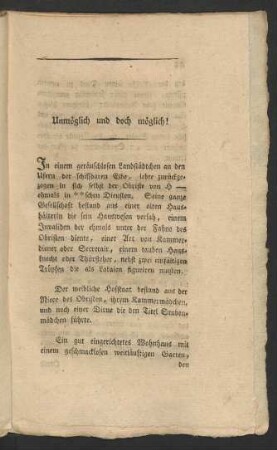 Unmöglich und doch möglich!
In einem geräuschlosen Landstädtchen an den
Ufern der schiffbaren Elbe, lebte zurückge-
zogen in sich selbst der Obriste von H —
ehmals in **schen Diensten. Seine ganze
Gesellschaft bestand aus einer alten Haus-
hälterin die sein Hauswesen versah, einem
Invaliden der ehmals unter der Fahne des
Obristen diente, einer Art von Kammer-
diener oder Secretair, einem tauben Haus-
knecht oder Thürsteher, nebst zwei einfältigen
Tröpfen die als Lakaien figuriren mußten.
Der weibliche Hofstaat bestand aus der
Niece des Obristen, ihrem Kammermädchen,
und noch einer Dirne die den Titel Stuben-
mädchen führte.
Ein gut eingerichtetes Wohnhaus mit
einem geschmacklosen weitläuftigen Garten,
den